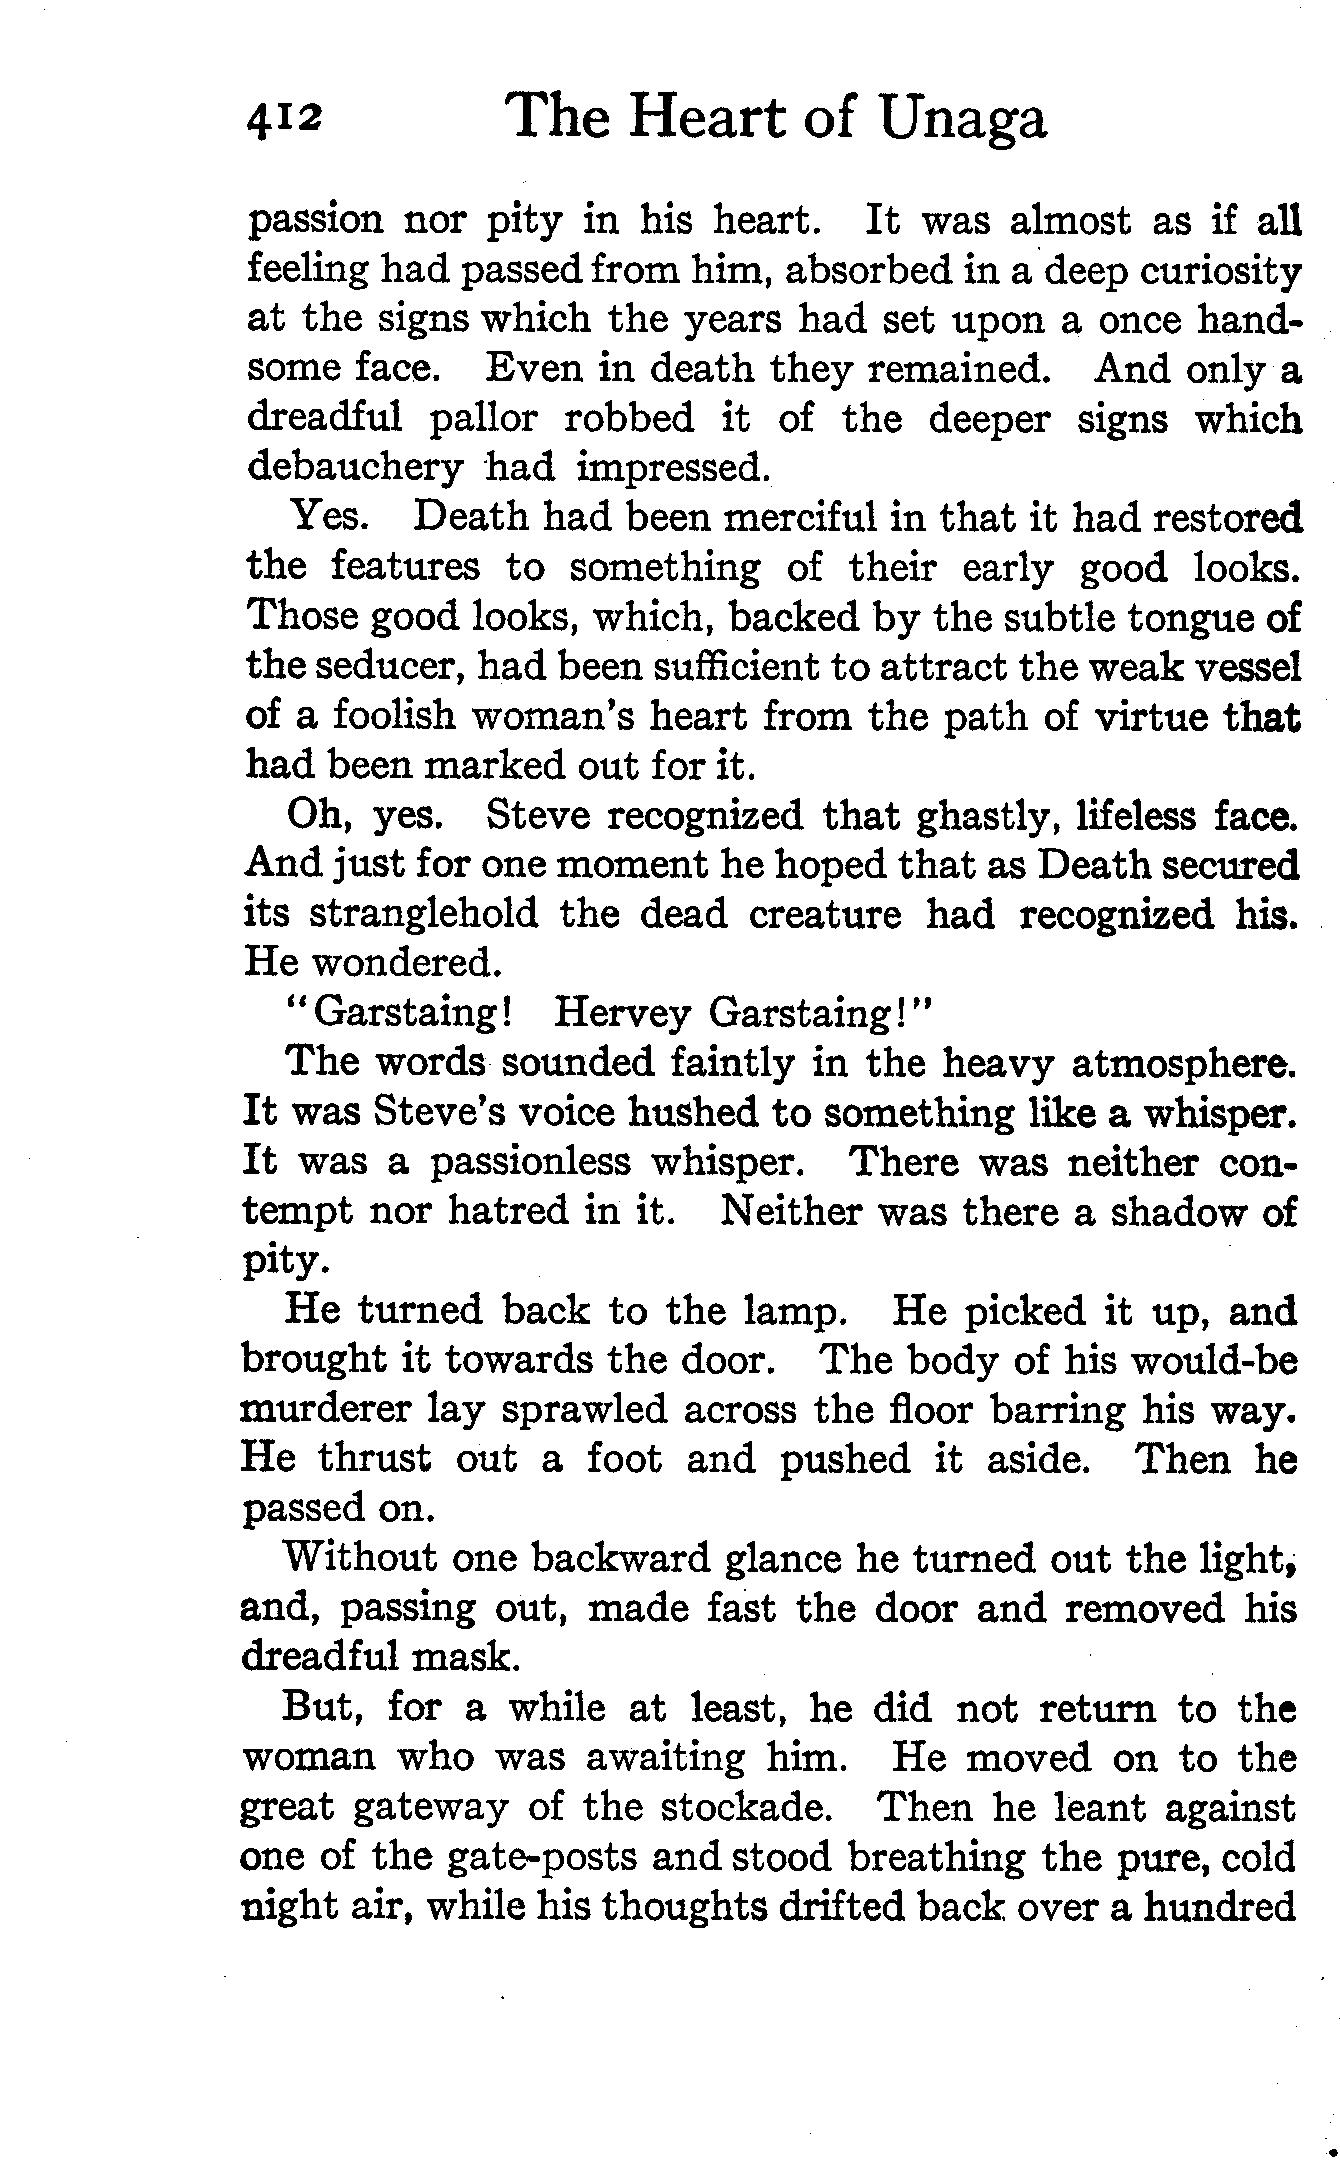 412 The Heart of Unaga
passion nor pity in his heart. It was almost as if all
feeling had passed from him, absorbed in a deep curiosity
at the signs which the years had set upon a once hand-
some face. Even in death they remained. And only a
dreadful pallor robbed it of the deeper signs which
debauchery had impressed.
Yes. Death had been merciful in that it had restored
the features to something of their early good looks.
Those good looks, which, backed by the subtle tongue of
the seducer, had been sufficient to attract the weak vessel
of a foolish woman's heart from the path of virtue that
had been marked out for it.
Oh, yes. Steve recognized that ghastly, lifeless face.
And just for one moment he hoped that as Death secured
its stranglehold the dead creature had recognized his.
He wondered.
"Garstaing! Hervey Garstaing!"
The words sounded faintly in the heavy atmosphere.
It was Steve's voice hushed to something like a whisper.
It was a passionless whisper. There was neither con-
tempt nor hatred in it. Neither was there a shadow of
pity.
He turned back to the lamp. He picked it up, and
brought it towards the door. The body of his would-be
murderer lay sprawled across the floor barring his way.
He thrust out a foot and pushed it aside. Then he
passed on.
Without one backward glance he turned out the light,
and, passing out, made fast the door and removed his
dreadful mask.
But, for a while at least, he did not return to the
woman who was awaiting him. He moved on to the
great gateway of the stockade. Then he leant against
one of the gate-posts and stood breathing the pure, cold
night air, while his thoughts drifted back over a hundred